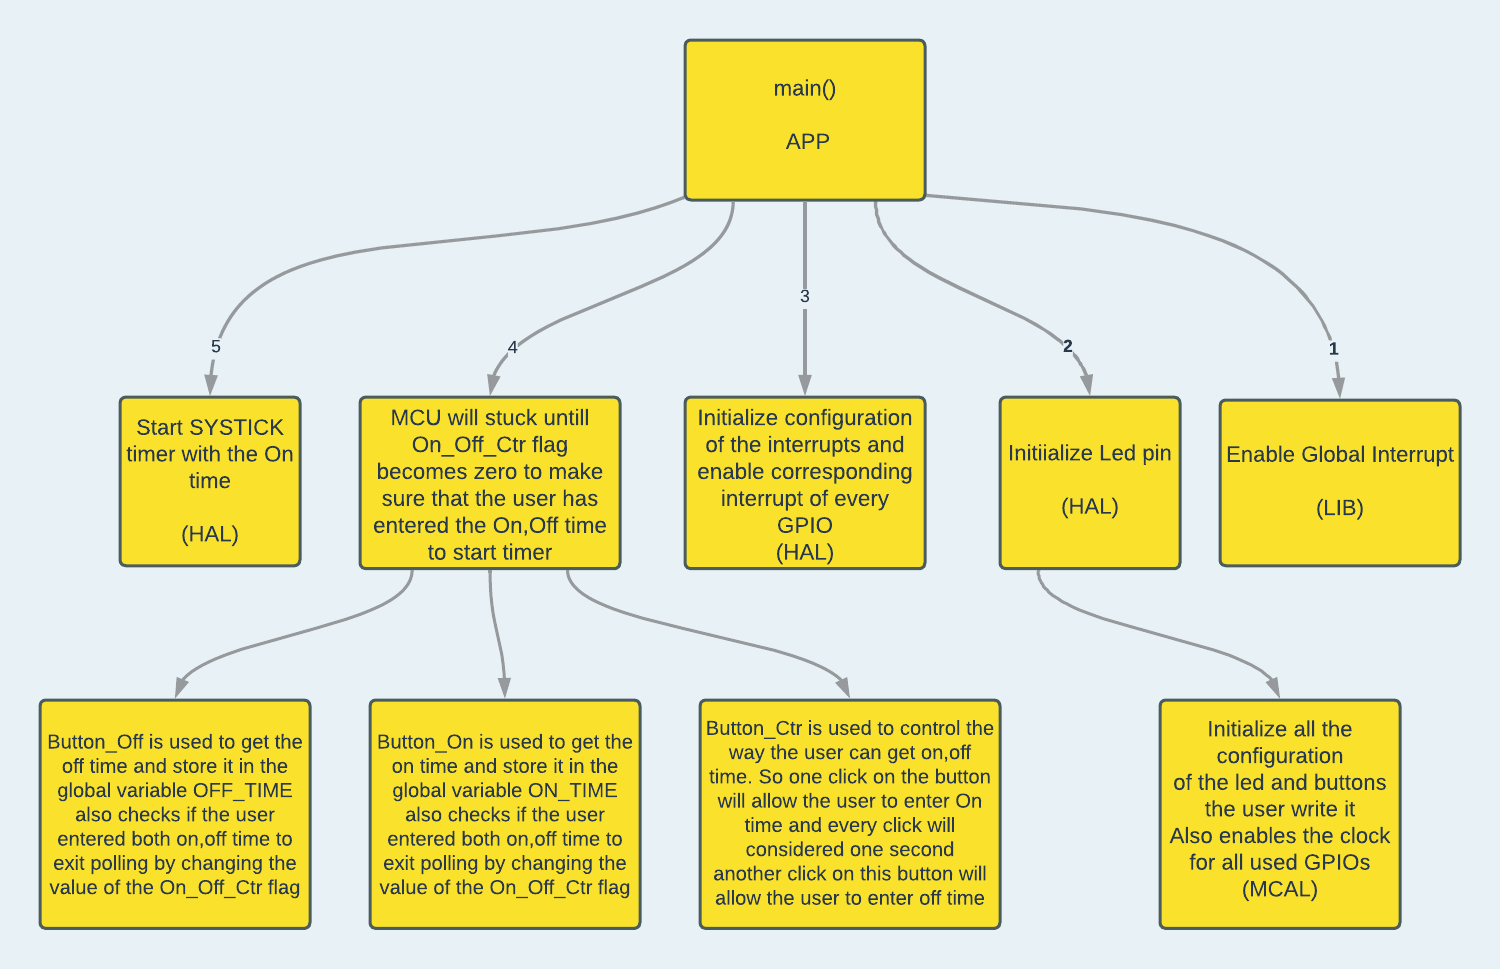 main()
APP
5
4
3
2
1
Start SYSTICK
timer with the On
time
(HAL)
MCU will stuck untill
On_Off_Ctr flag
becomes zero to make
sure that the user has
entered the On,Off time
to start timer
Initialize configuration
of the interrupts and
enable corresponding
interrupt of every
GPIO
(HAL)
Initiialize Led pin
(HAL)
Enable Global Interrupt
(LIB)
Button_Off is used to get the
off time and store it in the
global variable OFF_TIME
also checks if the user
entered both on,off time to
exit polling by changing the
value of the On_Off_Ctr flag
Button_On is used to get the
on time and store it in the
global variable ON_TIME
also checks if the user
entered both on,off time to
exit polling by changing the
value of the On_Off_Ctr flag
Button_Ctr is used to control the
way the user can get on,off
time. So one click on the button
will allow the user to enter On
time and every click will
considered one second
another click on this button will
allow the user to enter off time
Initialize all the
configuration
of the led and buttons
the user write it
Also enables the clock
for all used GPIOs
(MCAL)